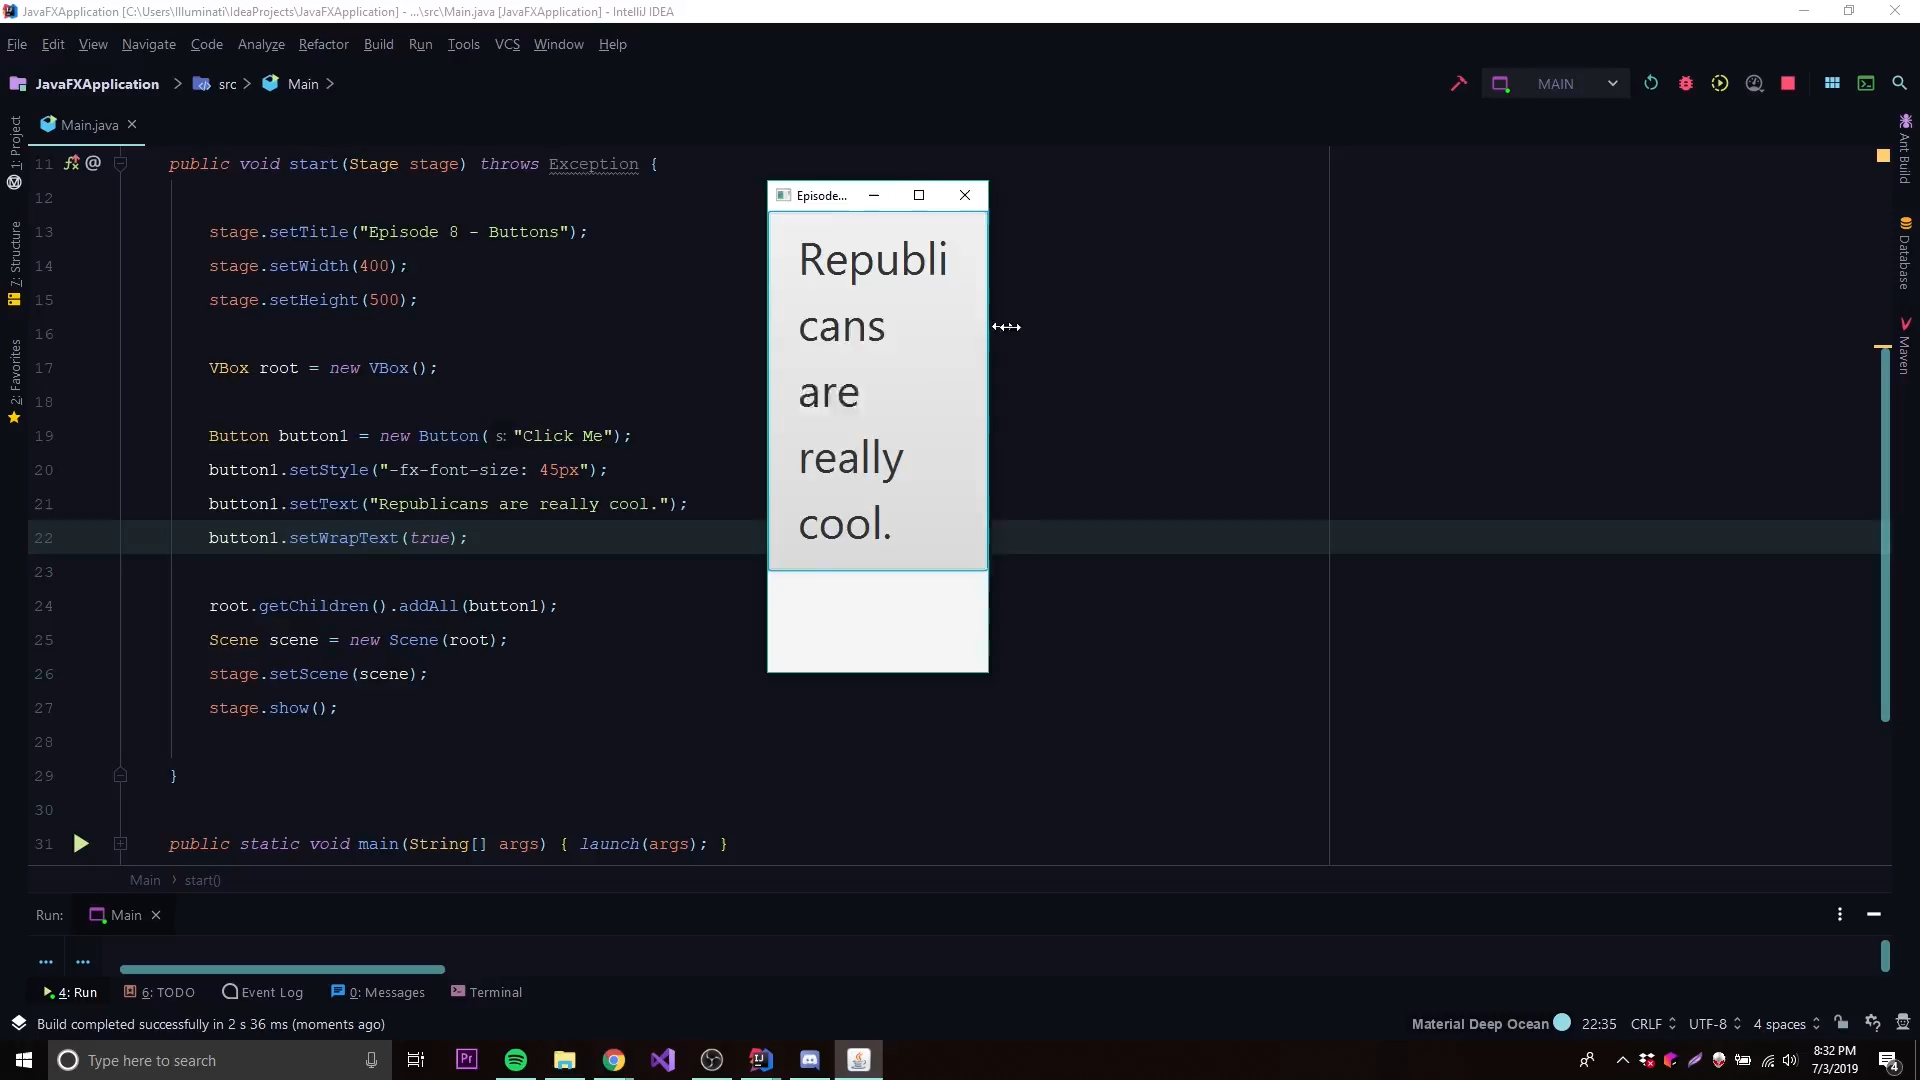 JavaFXApplication [C:\Users\Illuminati\IdeaProjects\JavaFXApplication] - ...\src\Main.java [JavaFXApplication] - IntelliJ IDEA
File Edit View Navigate Code Analyze Refactor Build Run Tools VCS Window Help
JavaFXApplication src Main
MAIN
Main.java
1: Project
7: Structure
2: Favorites
Ant Build
Database
Maven
11 public void start(Stage stage) throws Exception {
12
13 stage.setTitle("Episode 8 - Buttons");
14 stage.setWidth(400);
15 stage.setHeight(500);
16
17 VBox root = new VBox();
18
19 Button button1 = new Button( s: "Click Me");
20 button1.setStyle("-fx-font-size: 45px");
21 button1.setText("Republicans are really cool.");
22 button1.setWrapText(true);
23
24 root.getChildren().addAll(button1);
25 Scene scene = new Scene(root);
26 stage.setScene(scene);
27 stage.show();
28
29 }
30
31 public static void main(String[] args) { launch(args); }
Episode...
Republi
cans
are
really
cool.
Main › start()
Run: Main
4: Run 6: TODO Event Log 0: Messages Terminal
Build completed successfully in 2 s 36 ms (moments ago)
Material Deep Ocean 22:35 CRLF UTF-8 4 spaces
Type here to search
Pr
8:32 PM
7/3/2019
4